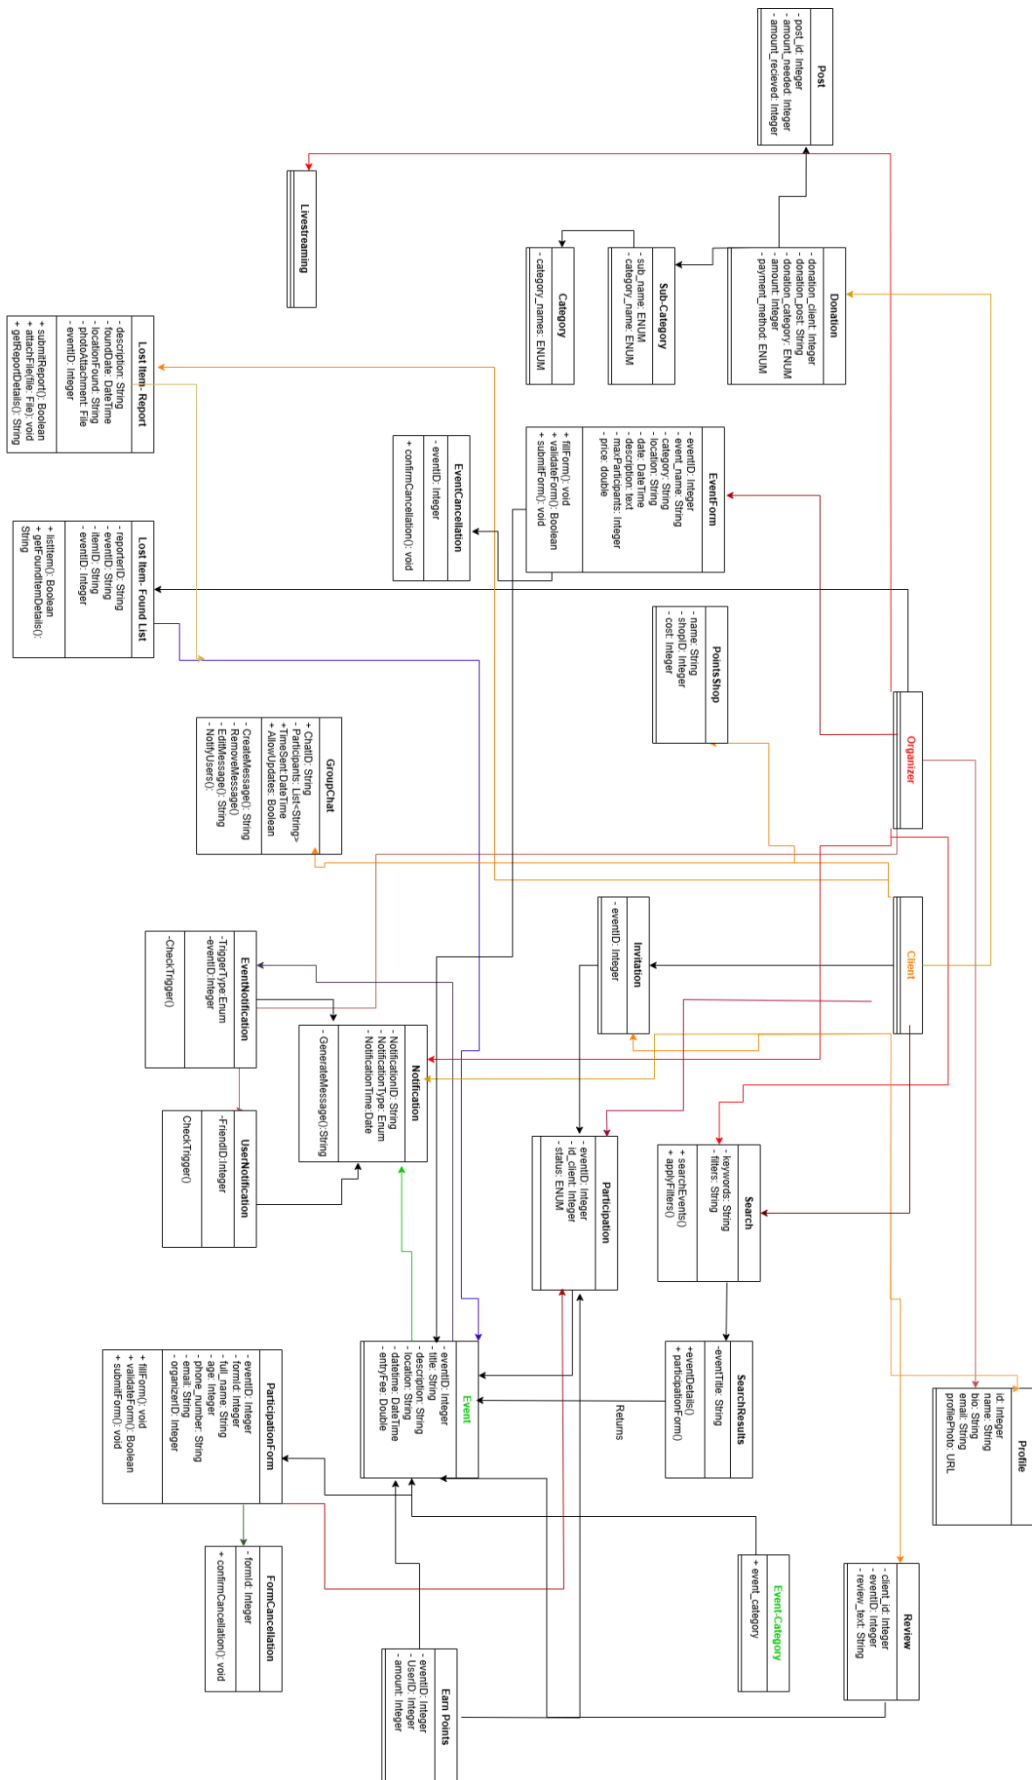 Post
- post_id: Integer
- amount_needed: Integer
- amount_recieved: Integer
Livestreaming
Donation
- donation_client: Integer
- donation_post: String
- donation_category: ENUM
- amount: Integer
- payment_method: ENUM
Sub-Category
- sub_name: ENUM
- category_name: ENUM
Category
- category_names: ENUM
Lost Item- Report
- description: String
- foundDate: DateTime
- locationFound: String
- photoAttachment: File
- eventID: Integer
+ submitReport(): Boolean
+ attachFile(file: File): void
+ getReportDetails(): String
EventForm
- eventID: Integer
- event_name: String
- category: String
- location: String
- date: DateTime
- description: text
- maxParticipants: Integer
- price: double
+ fillForm(): void
+ validateForm(): Boolean
+ submitForm(): void
EventCancellation
- eventID: Integer
+ confirmCancellation(): void
Lost Item- Found List
- reporterID: String
- eventID: String
- itemID: String
- eventID: Integer
+ listItem(): Boolean
+ getFoundItemDetails():
String
PointsShop
- name: String
- shopID: Integer
- cost: Integer
Organizer
GroupChat
+ ChatID: String
- Participants: List<String>
+TimeSent:DateTime
+ AllowUpdates: Boolean
- CreateMessage(): String
- RemoveMessage()
- EditMessage(): String
- NotifyUsers():
Client
Invitation
- eventID: Integer
EventNotification
-TriggerType:Enum
-eventID:Integer
-CheckTrigger()
Notification
- NotificationID: String
- NotificationType: Enum
- NotificationTime:Date
- GenerateMessage():String
UserNotification
-FriendID:Integer
CheckTrigger()
Participation
- eventID: Integer
- id_client: Integer
- status: ENUM
Search
- keywords: String
- filters: String
+ searchEvents()
+ applyFilters()
SearchResults
-eventTitle: String
+eventDetails()
+ participationForm()
Returns
Event
- eventID: Integer
- title: String
- description: String
- location: String
- datetime: DateTime
- entryFee: Double
ParticipationForm
- eventID: Integer
- formId: Integer
- full_name: String
- age: Integer
- phone_number: String
- email: String
- organizerID: Integer
+ fillForm(): void
+ validateForm(): Boolean
+ submitForm(): void
Profile
id: Integer
name: String
bio: String
email: String
profilePhoto: URL
FormCancellation
- formId: Integer
+ confirmCancellation(): void
Event-Category
+ event_category
Review
- client_id: Integer
- eventID: Integer
- review_text: String
Earn Points
- eventID: Integer
- UserID: Integer
- amount: Integer